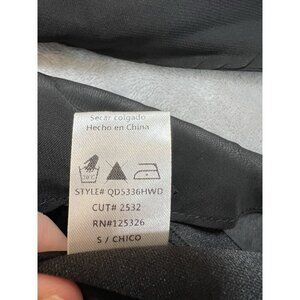 Secar colgado
Hecho en China
STYLE# QD5336HWD
CUT# 2532
RN#125326
S / CHICO